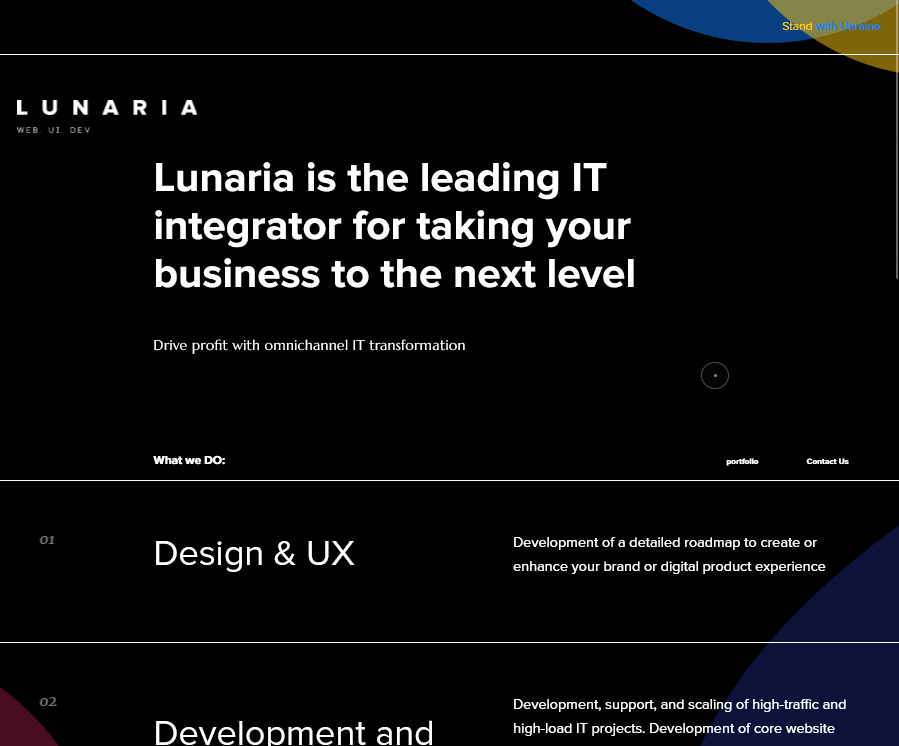 Stand with Ukraine
LUNARIA
WEB. UI. DEV.
Lunaria is the leading IT
integrator for taking your
business to the next level
Drive profit with omnichannel IT transformation
What we DO:
portfolio
Contact Us
01
Design & UX
Development of a detailed roadmap to create or
enhance your brand or digital product experience
02
Development and
Development, support, and scaling of high-traffic and
high-load IT projects. Development of core website